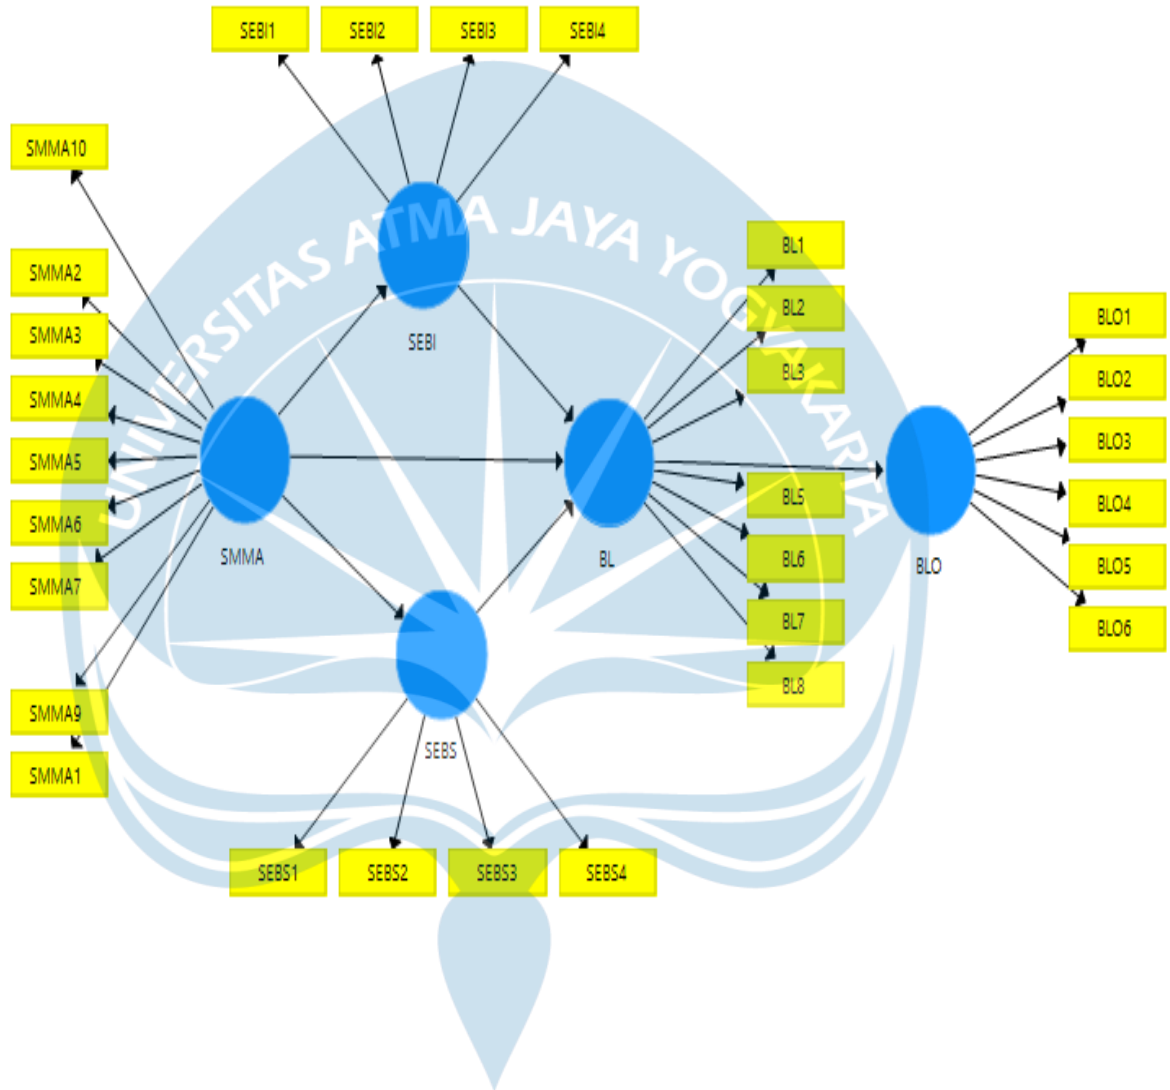 SEBI1 SEBI2 SEBI3 SEBI4
SMMA10
UNIVERSITAS ATMA JAYA YOGYAKARTA
SMMA2
SMMA3
SMMA4
SMMA5
SMMA6
SMMA7
SMMA9
SMMA1
SEBI
SMMA
SEBS
BL
BL1
BL2
BL3
BL5
BL6
BL7
BL8
BLO
BLO1
BLO2
BLO3
BLO4
BLO5
BLO6
SEBS1 SEBS2 SEBS3 SEBS4